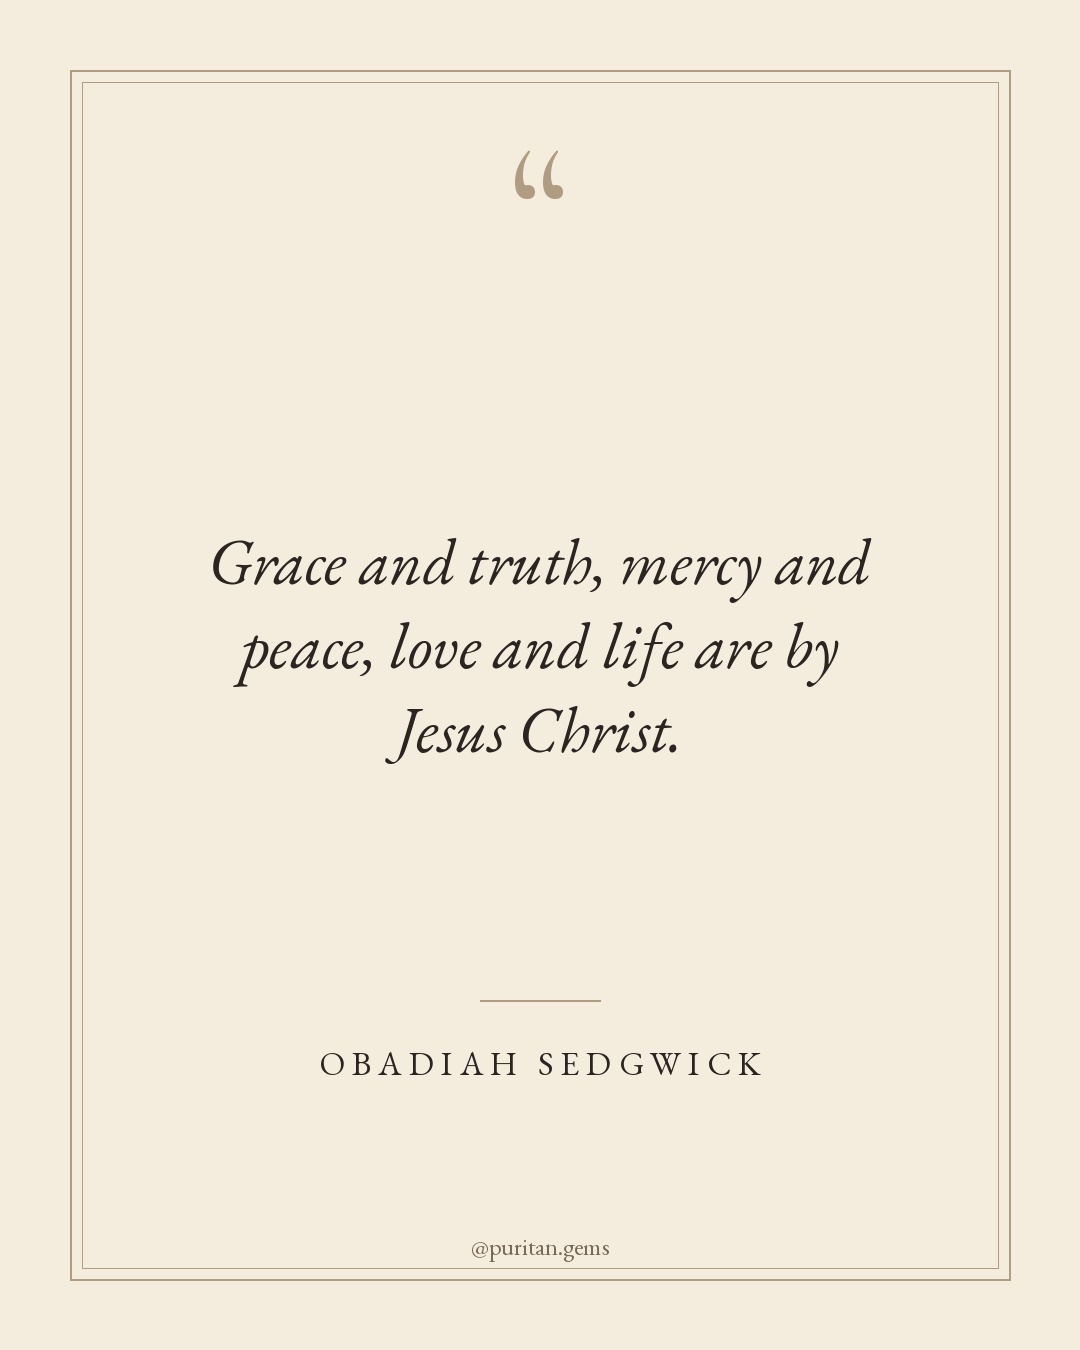 “
Grace and truth, mercy and
peace, love and life are by
Jesus Christ.
OBADIAH SEDGWICK
@puritan.gems